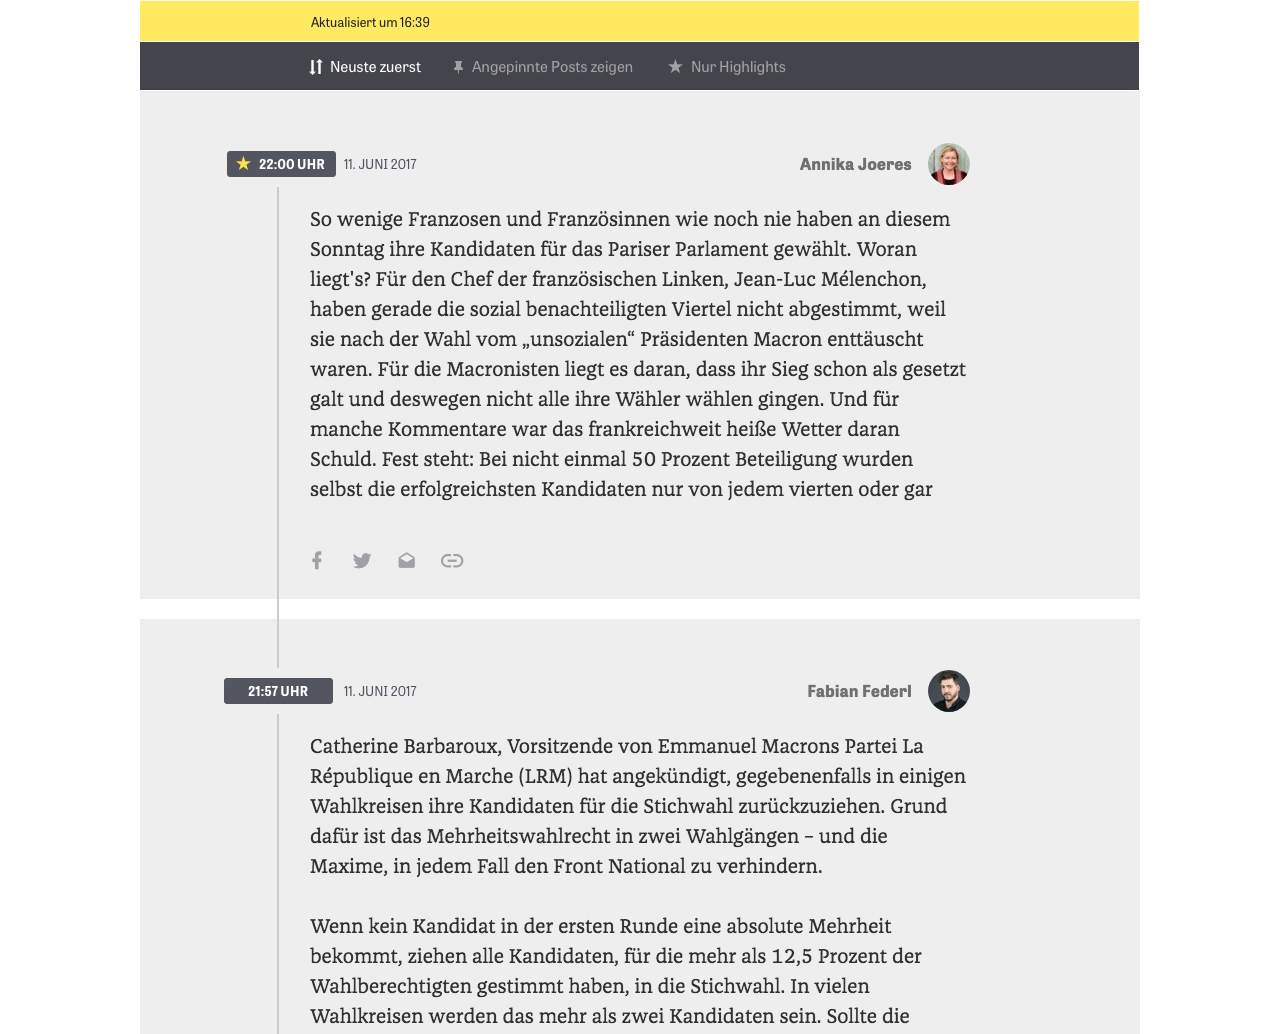 Aktualisiert um 16:39
Neuste zuerst Angepinnte Posts zeigen Nur Highlights
22:00 UHR 11. JUNI 2017 Annika Joeres
So wenige Franzosen und Französinnen wie noch nie haben an diesem
Sonntag ihre Kandidaten für das Pariser Parlament gewählt. Woran
liegt's? Für den Chef der französischen Linken, Jean-Luc Mélenchon,
haben gerade die sozial benachteiligten Viertel nicht abgestimmt, weil
sie nach der Wahl vom „unsozialen“ Präsidenten Macron enttäuscht
waren. Für die Macronisten liegt es daran, dass ihr Sieg schon als gesetzt
galt und deswegen nicht alle ihre Wähler wählen gingen. Und für
manche Kommentare war das frankreichweit heiße Wetter daran
Schuld. Fest steht: Bei nicht einmal 50 Prozent Beteiligung wurden
selbst die erfolgreichsten Kandidaten nur von jedem vierten oder gar
21:57 UHR 11. JUNI 2017 Fabian Federl
Catherine Barbaroux, Vorsitzende von Emmanuel Macrons Partei La
République en Marche (LRM) hat angekündigt, gegebenenfalls in einigen
Wahlkreisen ihre Kandidaten für die Stichwahl zurückzuziehen. Grund
dafür ist das Mehrheitswahlrecht in zwei Wahlgängen – und die
Maxime, in jedem Fall den Front National zu verhindern.
Wenn kein Kandidat in der ersten Runde eine absolute Mehrheit
bekommt, ziehen alle Kandidaten, für die mehr als 12,5 Prozent der
Wahlberechtigten gestimmt haben, in die Stichwahl. In vielen
Wahlkreisen werden das mehr als zwei Kandidaten sein. Sollte die